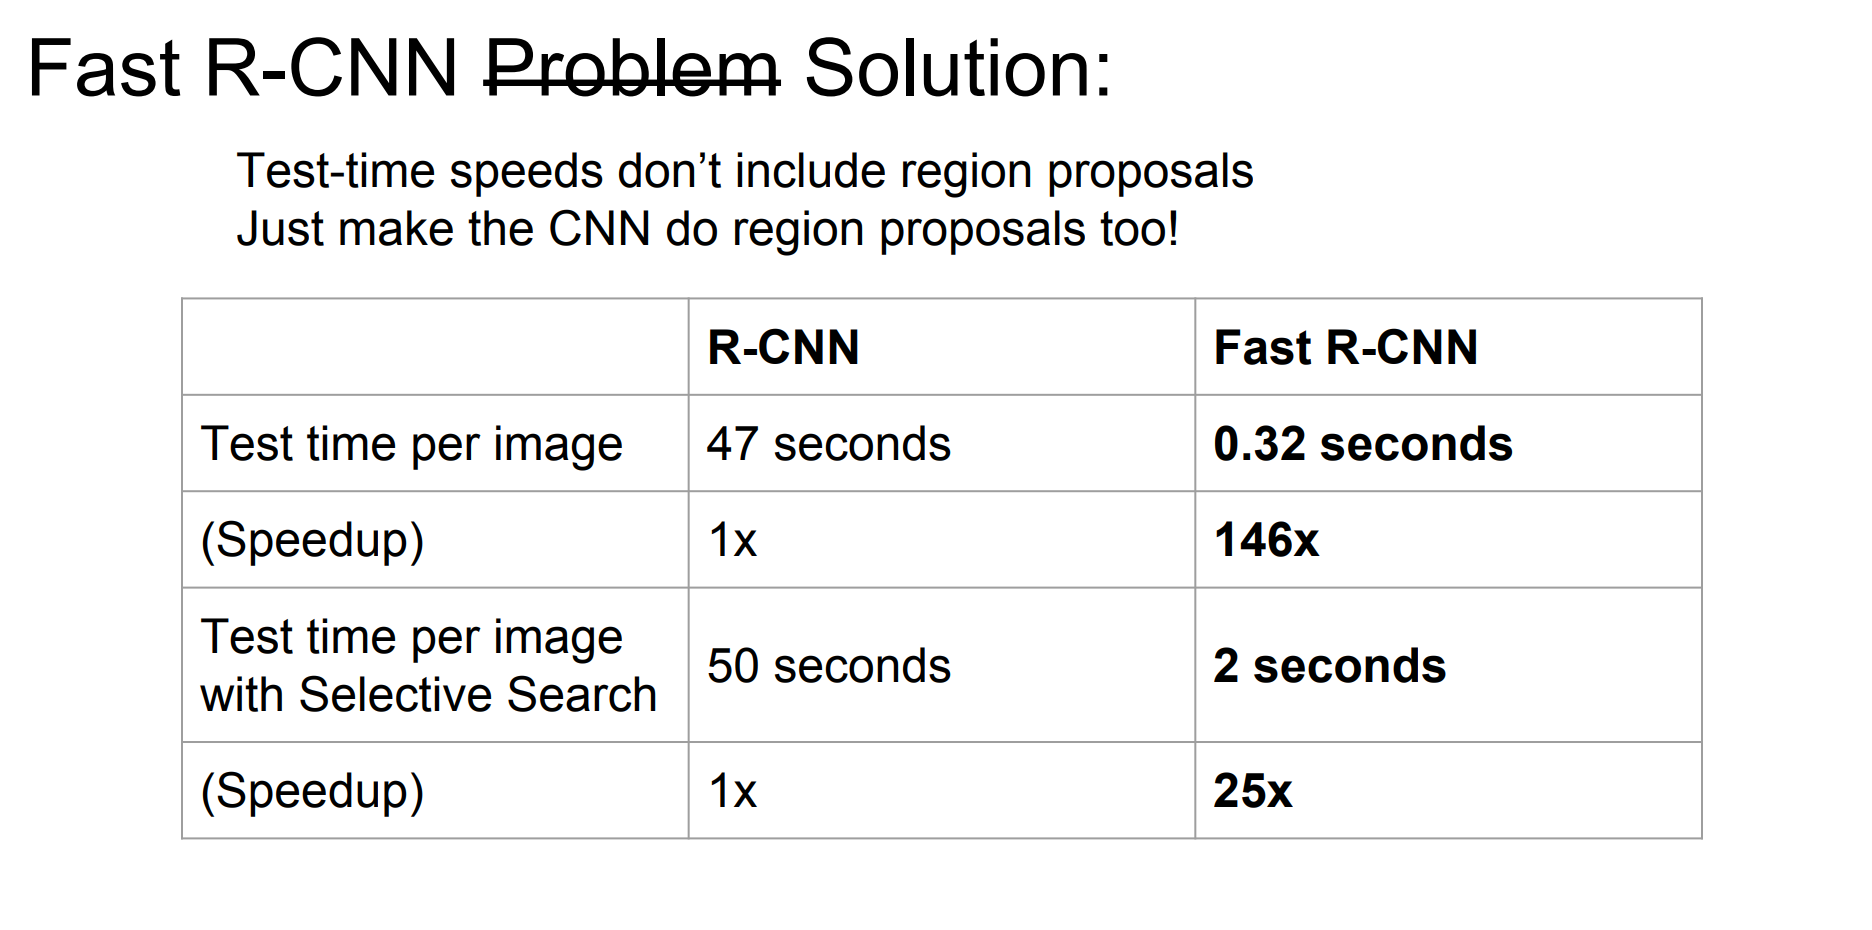 Fast R-CNN Problem Solution:
Test-time speeds don’t include region proposals
Just make the CNN do region proposals too!
R-CNN Fast R-CNN
Test time per image 47 seconds 0.32 seconds
(Speedup) 1x 146x
Test time per image
with Selective Search 50 seconds 2 seconds
(Speedup) 1x 25x